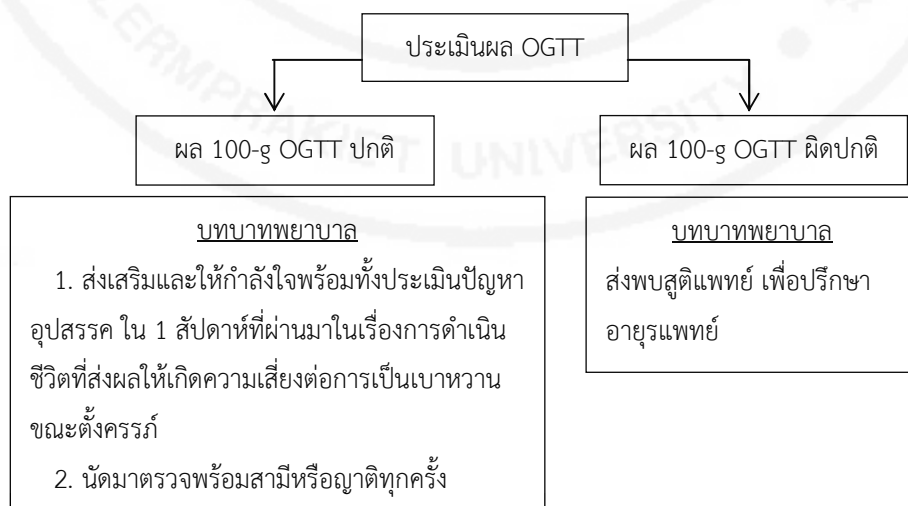 ERMPRAKIET UNIVERSITY
ประเมินผล OGTT
ผล 100-g OGTT ปกติ
ผล 100-g OGTT ผิดปกติ
บทบาทพยาบาล
1. ส่งเสริมและให้กำลังใจพร้อมทั้งประเมินปัญหา
อุปสรรค ใน 1 สัปดาห์ที่ผ่านมาในเรื่องการดำเนิน
ชีวิตที่ส่งผลให้เกิดความเสี่ยงต่อการเป็นเบาหวาน
ขณะตั้งครรภ์
2. นัดมาตรวจพร้อมสามีหรือญาติทุกครั้ง
บทบาทพยาบาล
ส่งพบสูติแพทย์ เพื่อปรึกษา
อายุรแพทย์